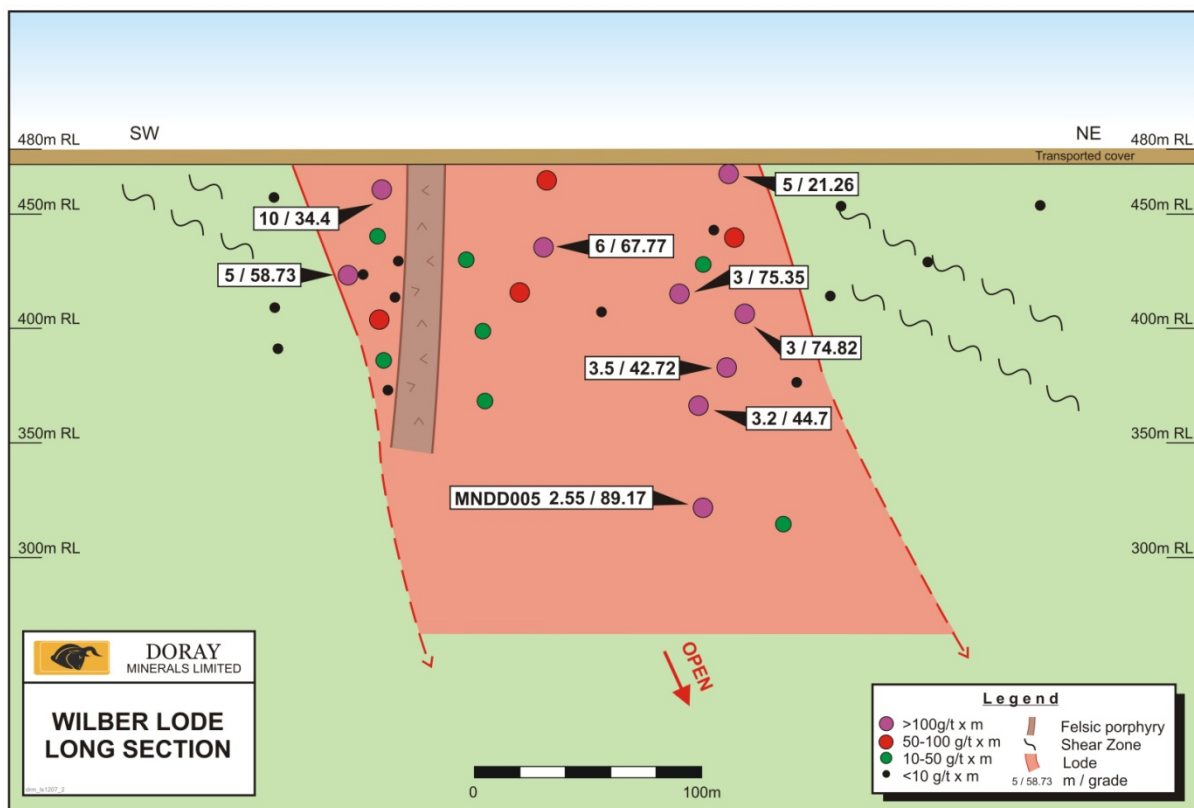 SW
NE
480m RL
480m RL
Transported cover
450m RL
450m RL
10 / 34.4
5 / 21.26
6 / 67.77
5 / 58.73
3 / 75.35
400m RL
400m RL
3 / 74.82
3.5 / 42.72
3.2 / 44.7
350m RL
350m RL
MNDD005 2.55 / 89.17
300m RL
300m RL
OPEN
DORAY
MINERALS LIMITED
WILBER LODE
LONG SECTION
0
100m
Legend
>100g/t x m
Felsic porphyry
50-100 g/t x m
Shear Zone
10-50 g/t x m
Lode
<10 g/t x m
5 / 58.73
m / grade